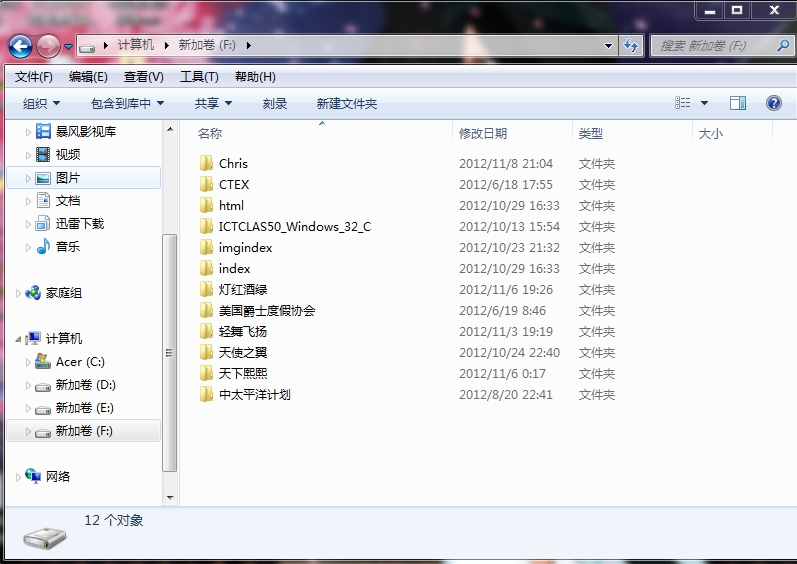 计算机 新加卷 (F:) 搜索 新加卷 (F:)
文件(F) 编辑(E) 查看(V) 工具(T) 帮助(H)
组织 包含到库中 共享 刻录 新建文件夹
暴风影视库
视频
图片
文档
迅雷下载
音乐
家庭组
计算机
Acer (C:)
新加卷 (D:)
新加卷 (E:)
新加卷 (F:)
网络
名称 修改日期 类型 大小
Chris 2012/11/8 21:04 文件夹
CTEX 2012/6/18 17:55 文件夹
html 2012/10/29 16:33 文件夹
ICTCLAS50_Windows_32_C 2012/10/13 15:54 文件夹
imgindex 2012/10/23 21:32 文件夹
index 2012/10/29 16:33 文件夹
灯红酒绿 2012/11/6 19:26 文件夹
美国爵士度假协会 2012/6/19 8:46 文件夹
轻舞飞扬 2012/11/3 19:19 文件夹
天使之翼 2012/10/24 22:40 文件夹
天下熙熙 2012/11/6 0:17 文件夹
中太平洋计划 2012/8/20 22:41 文件夹
12 个对象